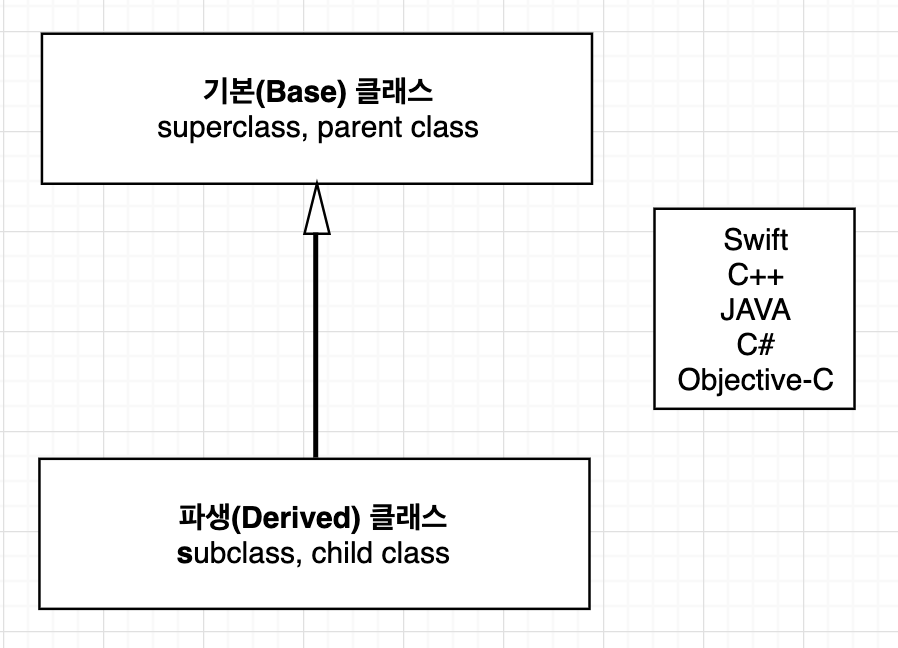 기본(Base) 클래스
superclass, parent class
Swift
C++
JAVA
C#
Objective-C
파생(Derived) 클래스
subclass, child class